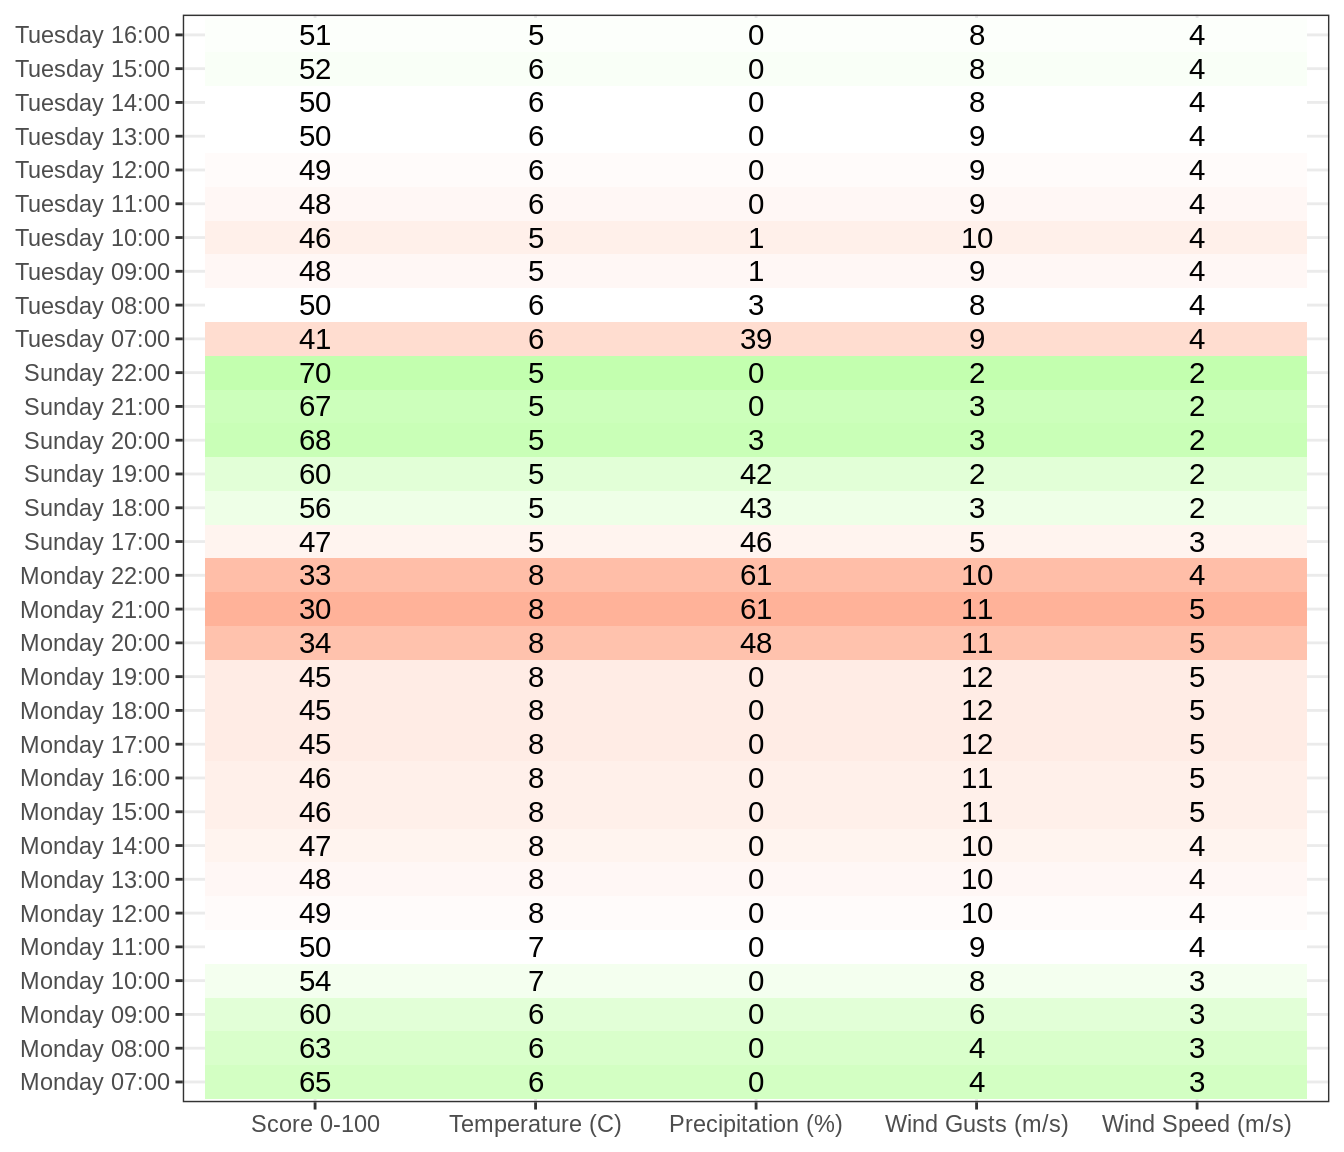 Tuesday 16:00 51 5 0 8 4
Tuesday 15:00 52 6 0 8 4
Tuesday 14:00 50 6 0 8 4
Tuesday 13:00 50 6 0 9 4
Tuesday 12:00 49 6 0 9 4
Tuesday 11:00 48 6 0 9 4
Tuesday 10:00 46 5 1 10 4
Tuesday 09:00 48 5 1 9 4
Tuesday 08:00 50 6 3 8 4
Tuesday 07:00 41 6 39 9 4
Sunday 22:00 70 5 0 2 2
Sunday 21:00 67 5 0 3 2
Sunday 20:00 68 5 3 3 2
Sunday 19:00 60 5 42 2 2
Sunday 18:00 56 5 43 3 2
Sunday 17:00 47 5 46 5 3
Monday 22:00 33 8 61 10 4
Monday 21:00 30 8 61 11 5
Monday 20:00 34 8 48 11 5
Monday 19:00 45 8 0 12 5
Monday 18:00 45 8 0 12 5
Monday 17:00 45 8 0 12 5
Monday 16:00 46 8 0 11 5
Monday 15:00 46 8 0 11 5
Monday 14:00 47 8 0 10 4
Monday 13:00 48 8 0 10 4
Monday 12:00 49 8 0 10 4
Monday 11:00 50 7 0 9 4
Monday 10:00 54 7 0 8 3
Monday 09:00 60 6 0 6 3
Monday 08:00 63 6 0 4 3
Monday 07:00 65 6 0 4 3
Score 0-100 Temperature (C) Precipitation (%) Wind Gusts (m/s) Wind Speed (m/s)